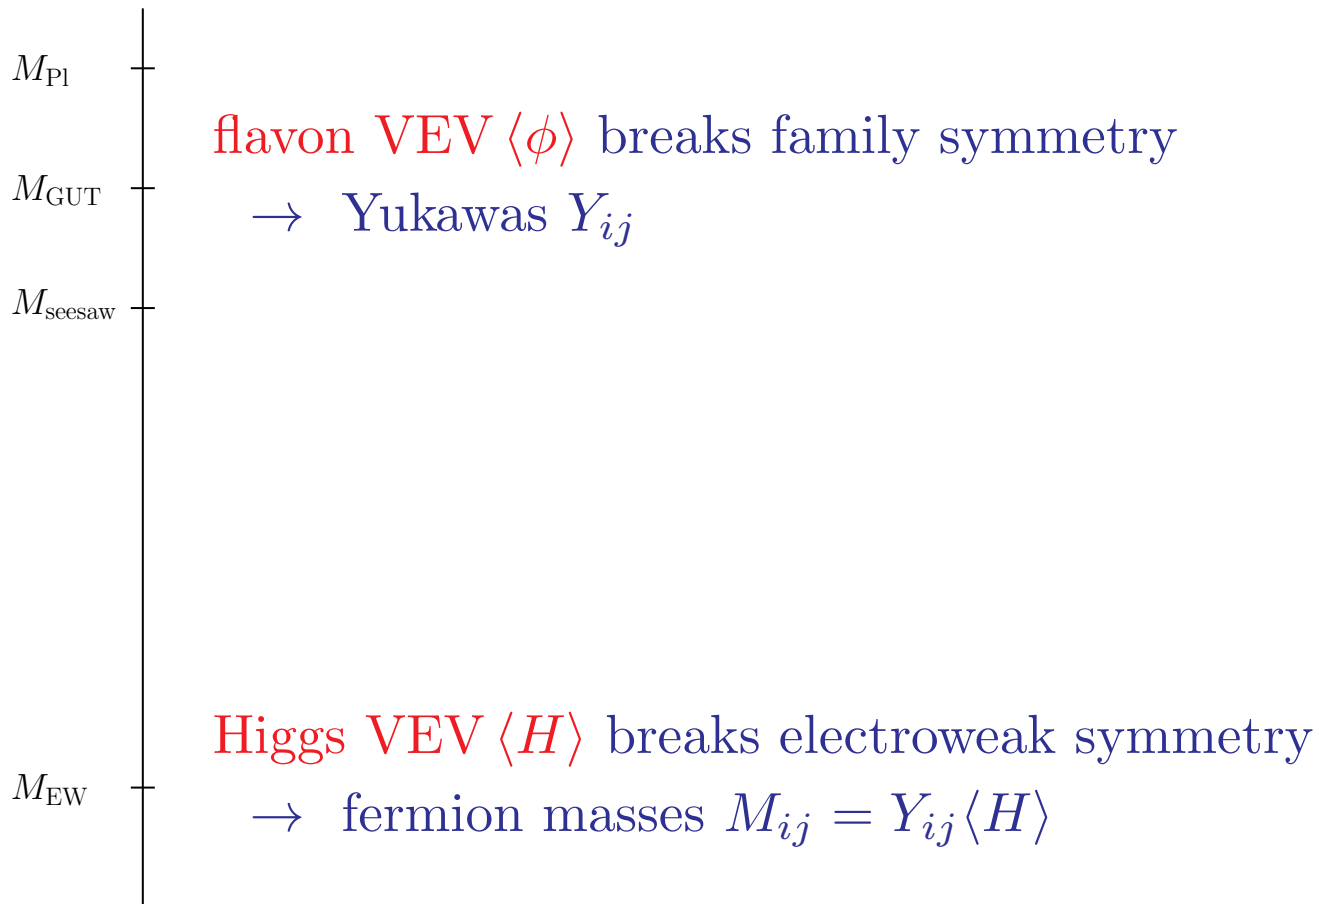 M_Pl
flavon VEV ⟨ϕ⟩ breaks family symmetry
M_GUT
→ Yukawas Y_ij
M_seesaw
Higgs VEV ⟨H⟩ breaks electroweak symmetry
M_EW
→ fermion masses M_ij = Y_ij⟨H⟩